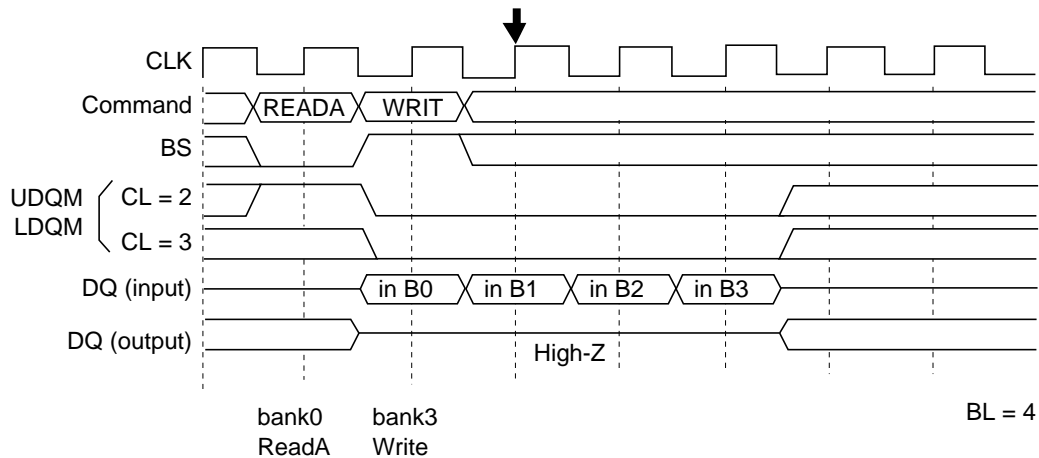 CLK
Command READA WRIT
BS
UDQM
LDQM
CL = 2
CL = 3
DQ (input) in B0 in B1 in B2 in B3
DQ (output)
High-Z
bank0 bank3 BL = 4
ReadA Write